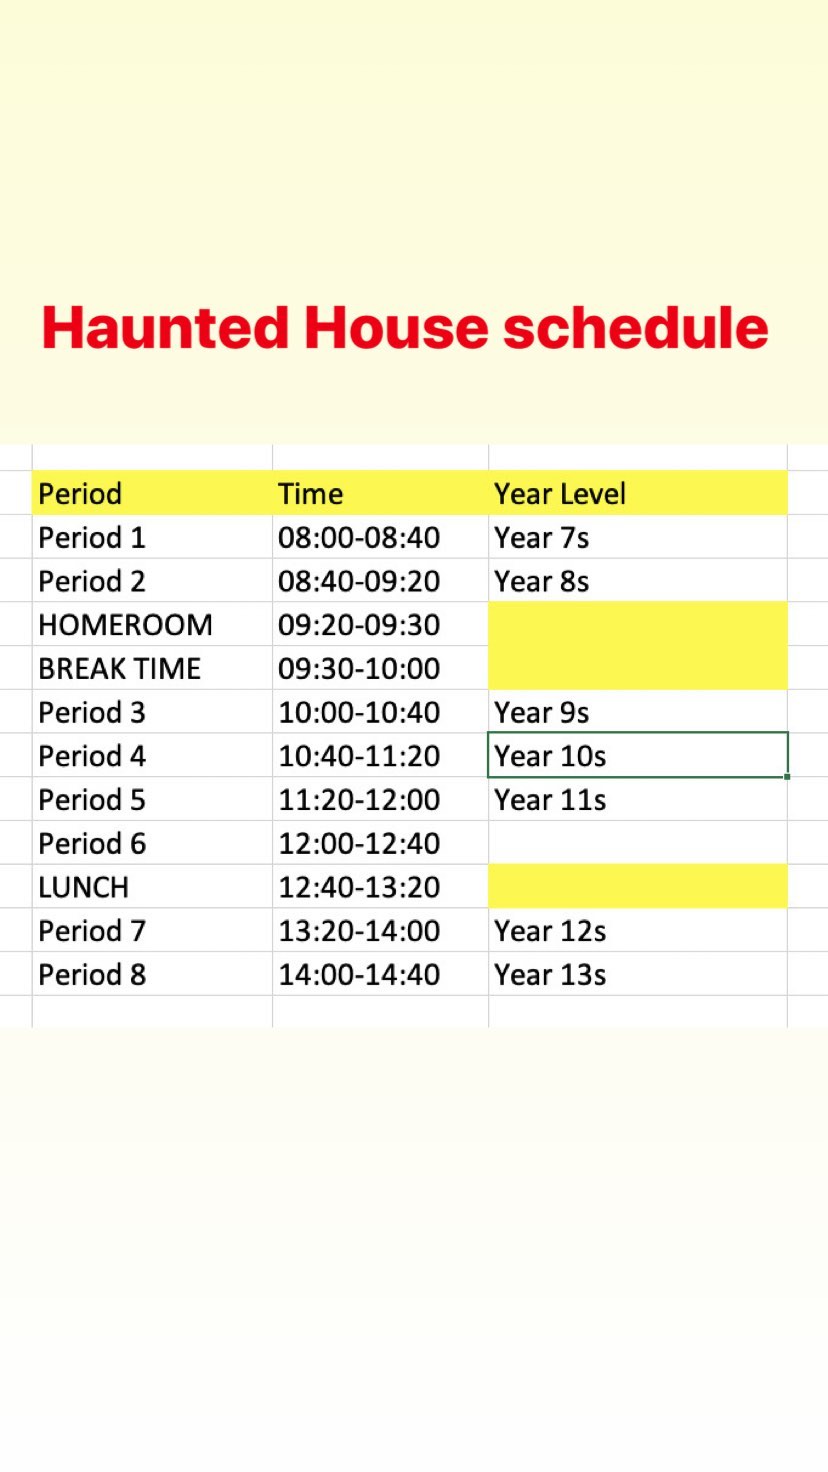 Haunted House schedule
Period Time Year Level
Period 1 08:00-08:40 Year 7s
Period 2 08:40-09:20 Year 8s
HOMEROOM 09:20-09:30
BREAK TIME 09:30-10:00
Period 3 10:00-10:40 Year 9s
Period 4 10:40-11:20 Year 10s
Period 5 11:20-12:00 Year 11s
Period 6 12:00-12:40
LUNCH 12:40-13:20
Period 7 13:20-14:00 Year 12s
Period 8 14:00-14:40 Year 13s